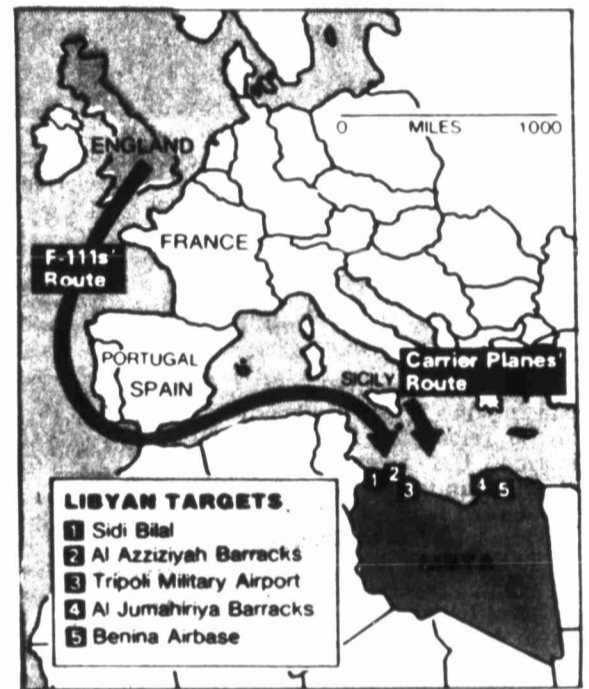 0 MILES 1000
ENGLAND
FRANCE
F-111s'
Route
PORTUGAL
SPAIN
SICILY
Carrier Planes'
Route
1 2 3 4 5
LIBYA
LIBYAN TARGETS
1 Sidi Bilal
2 Al Azziziyah Barracks
3 Tripoli Military Airport
4 Al Jumahiriya Barracks
5 Benina Airbase